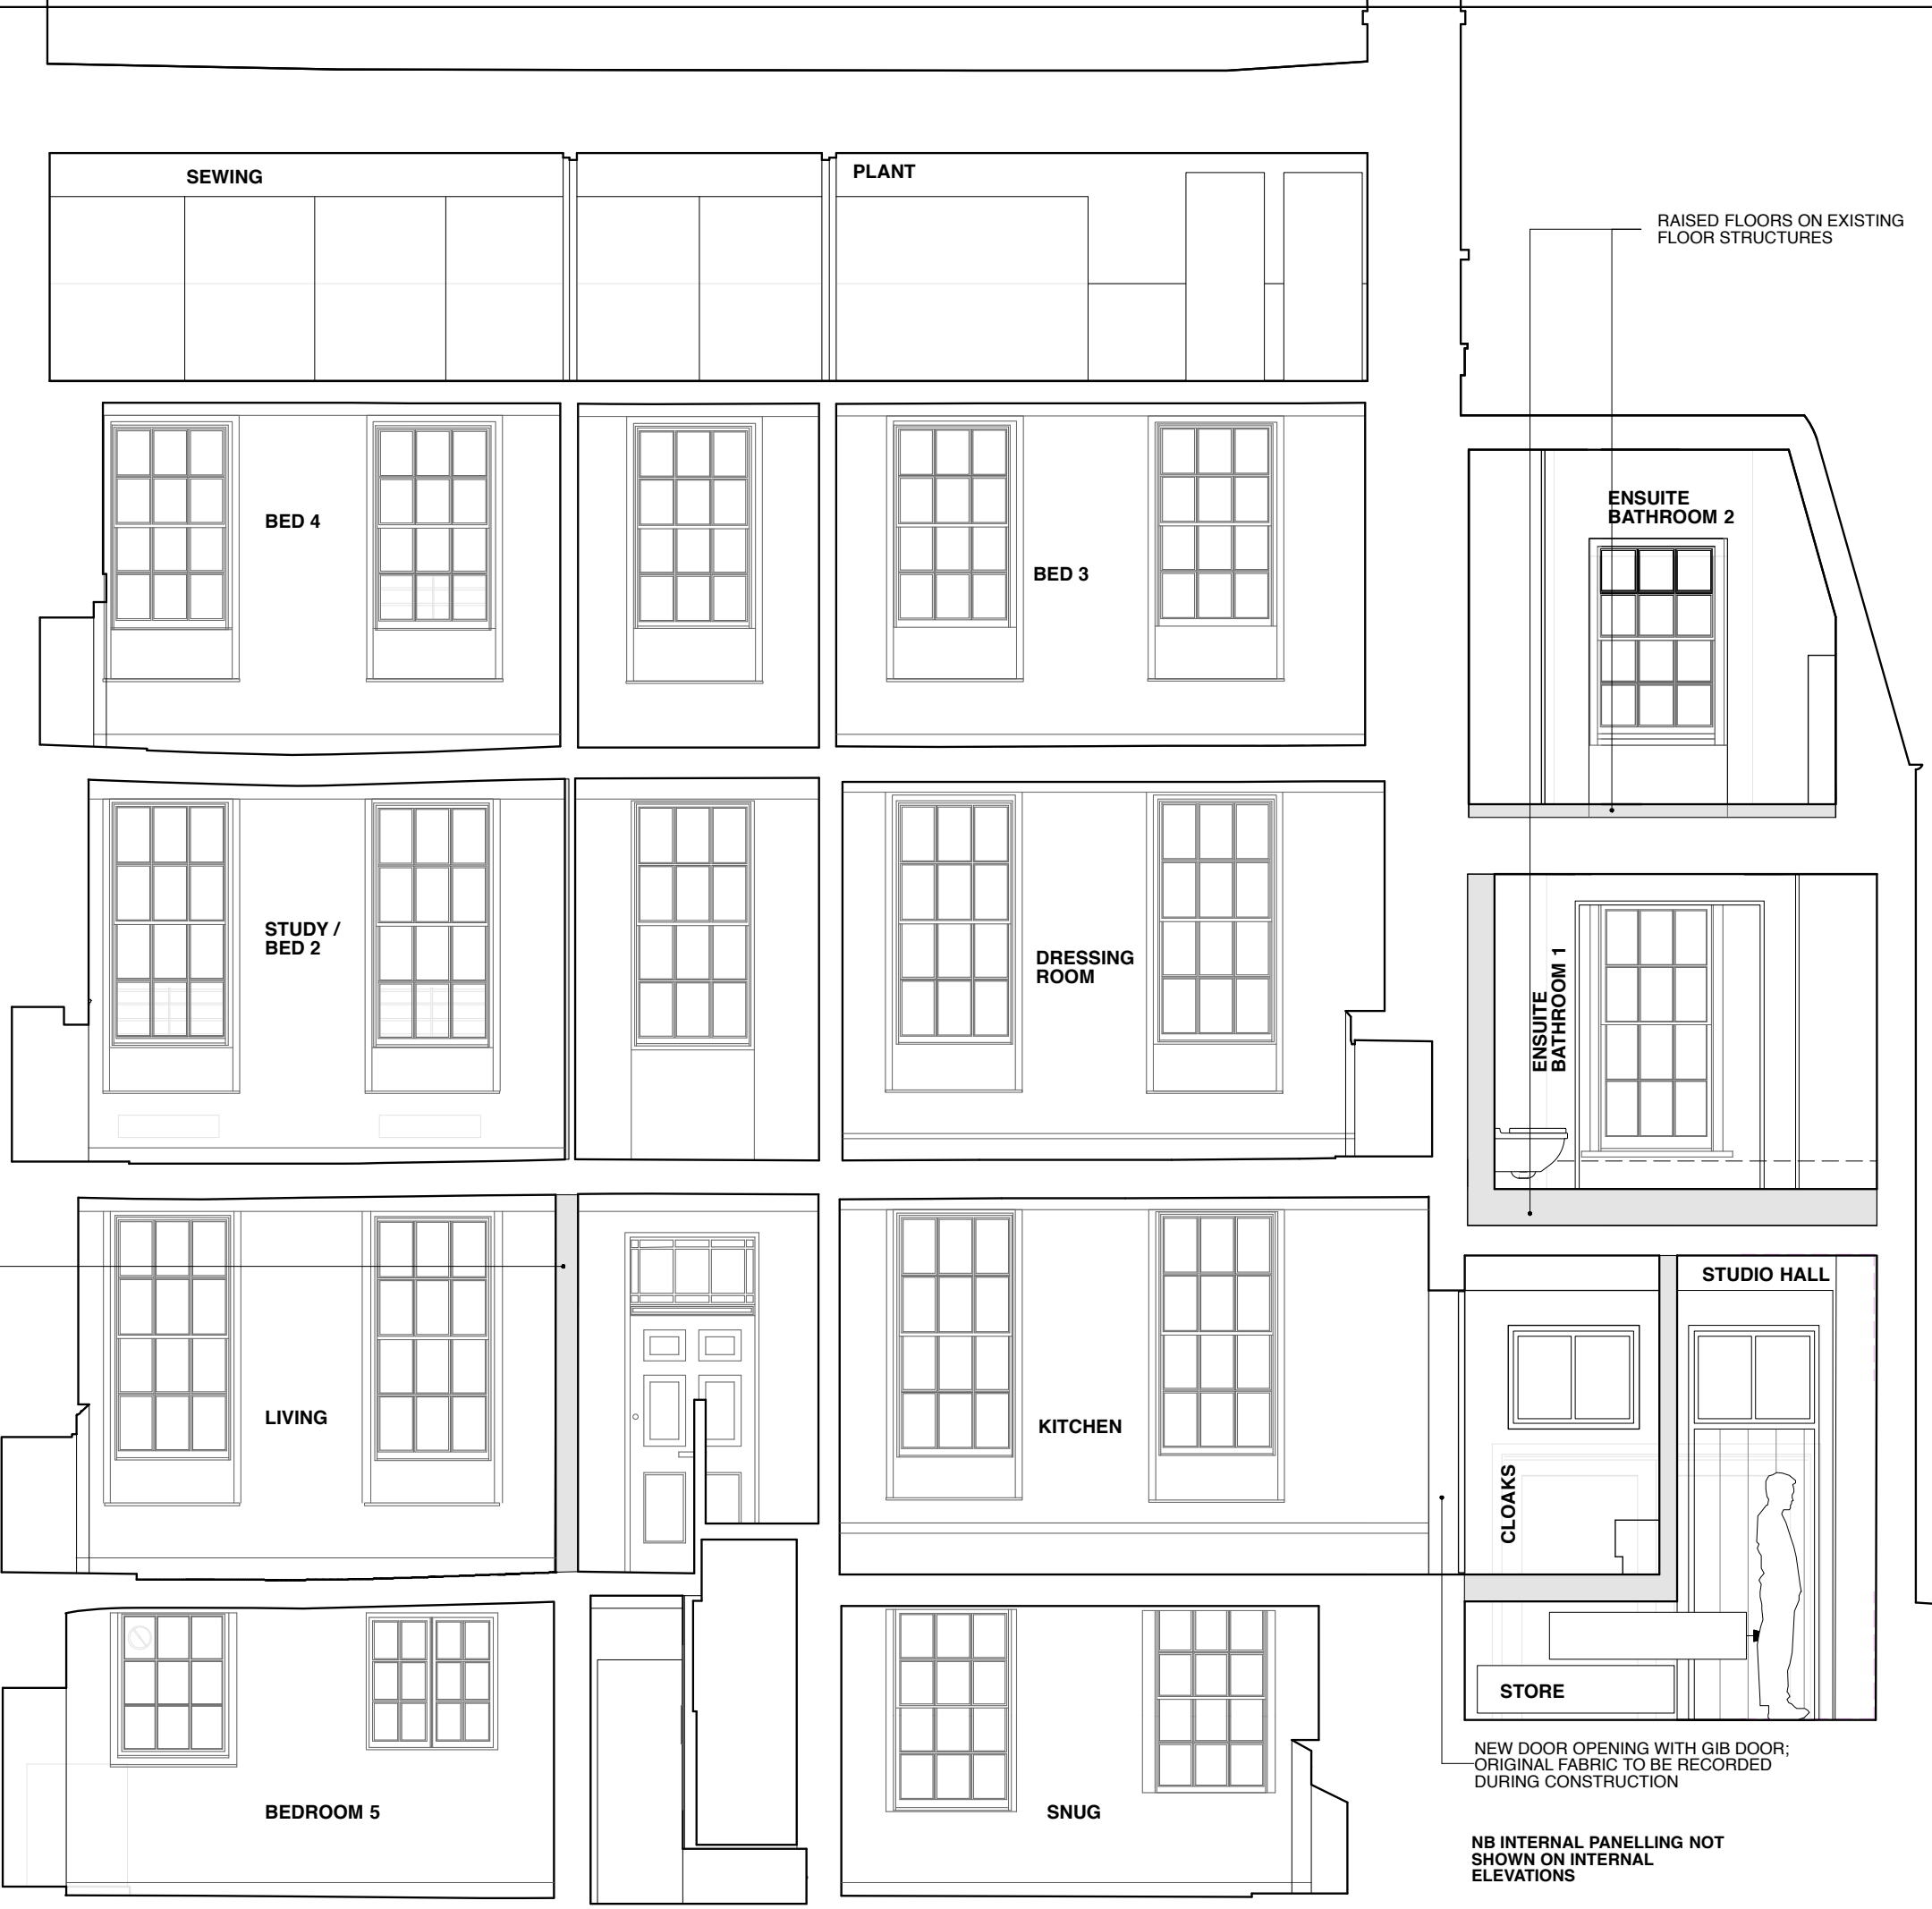 SEWING
PLANT
RAISED FLOORS ON EXISTING
FLOOR STRUCTURES
BED 4
BED 3
ENSUITE
BATHROOM 2
STUDY /
BED 2
DRESSING
ROOM
ENSUITE
BATHROOM 1
LIVING
KITCHEN
CLOAKS
STUDIO HALL
STORE
BEDROOM 5
SNUG
NEW DOOR OPENING WITH GIB DOOR;
ORIGINAL FABRIC TO BE RECORDED
DURING CONSTRUCTION
NB INTERNAL PANELLING NOT
SHOWN ON INTERNAL
ELEVATIONS